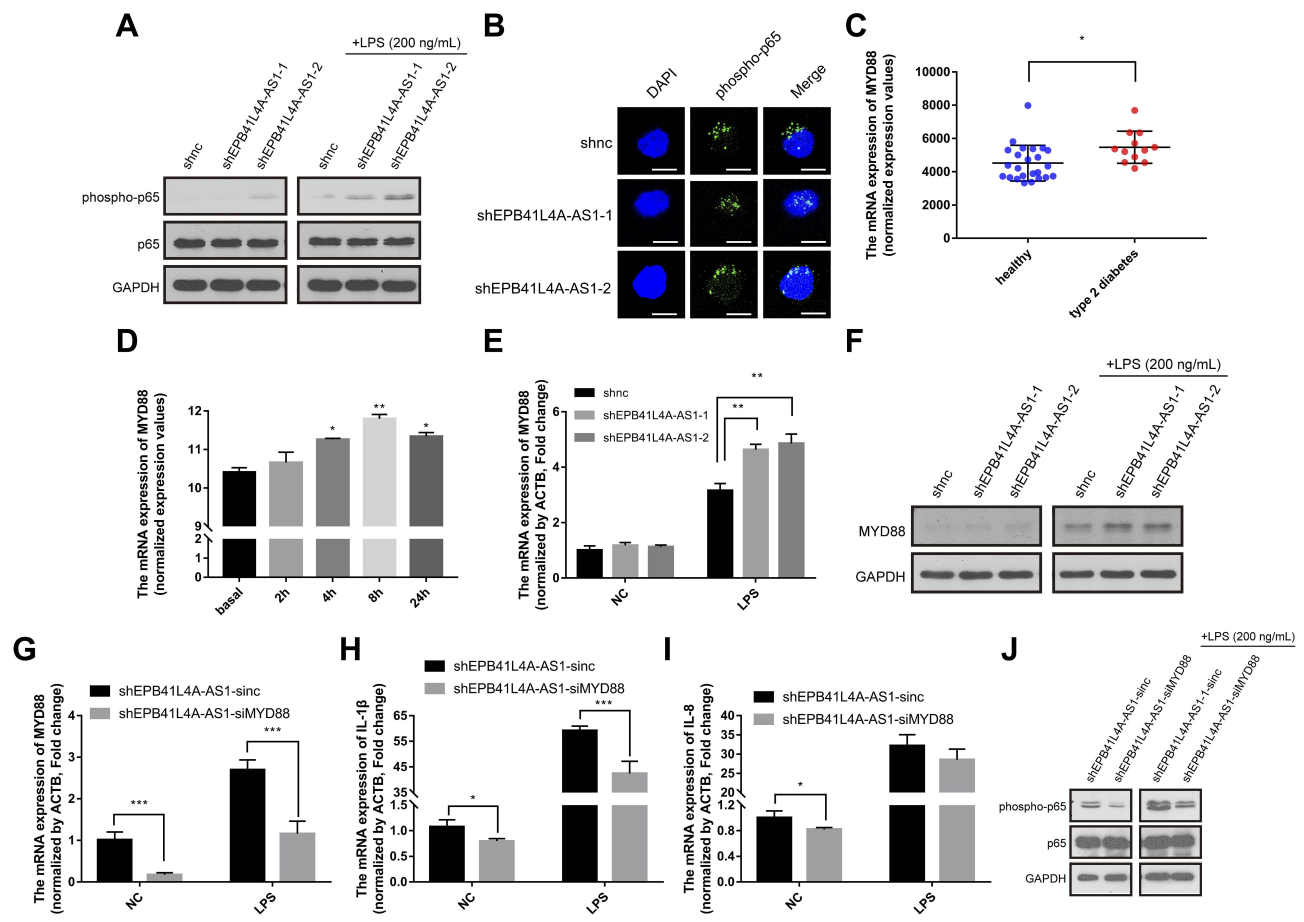 A
+LPS (200 ng/mL)
shnc
shEPB41L4A-AS1-1
shEPB41L4A-AS1-2
shnc
shEPB41L4A-AS1-1
shEPB41L4A-AS1-2
phospho-p65
p65
GAPDH
B
DAPI
phospho-p65
Merge
shnc
shEPB41L4A-AS1-1
shEPB41L4A-AS1-2
C
*
The mRNA expression of MYD88
(normalized expression values)
10000
8000
6000
4000
2000
0
healthy
type 2 diabetes
D
The mRNA expression of MYD88
(normalized expression values)
12
11
10
9
2
1
0
*
**
*
basal
2h
4h
8h
24h
E
The mRNA expression of MYD88
(normalized by ACTB, Fold change)
shnc
shEPB41L4A-AS1-1
shEPB41L4A-AS1-2
**
**
6
4
2
0
NC
LPS
F
+LPS (200 ng/mL)
shnc
shEPB41L4A-AS1-1
shEPB41L4A-AS1-2
shnc
shEPB41L4A-AS1-1
shEPB41L4A-AS1-2
MYD88
GAPDH
G
The mRNA expression of MYD88
(normalized by ACTB, Fold change)
shEPB41L4A-AS1-sinc
shEPB41L4A-AS1-siMYD88
4
3
2
1
0
***
***
NC
LPS
H
The mRNA expression of IL-1β
(normalized by ACTB, Fold change)
shEPB41L4A-AS1-sinc
shEPB41L4A-AS1-siMYD88
65
55
45
35
1.5
1.0
0.5
0.0
*
***
NC
LPS
I
The mRNA expression of IL-8
(normalized by ACTB, Fold change)
shEPB41L4A-AS1-sinc
shEPB41L4A-AS1-siMYD88
40
35
30
25
20
1.2
0.8
0.4
0.0
*
NC
LPS
J
+LPS (200 ng/mL)
shEPB41L4A-AS1-sinc
shEPB41L4A-AS1-siMYD88
shEPB41L4A-AS1-1-sinc
shEPB41L4A-AS1-siMYD88
phospho-p65
p65
GAPDH